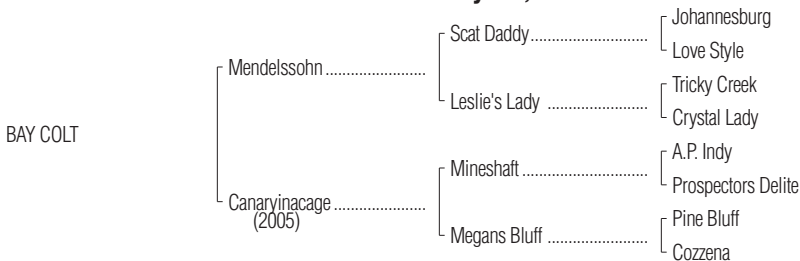 Johannesburg
Scat Daddy
Love Style
Mendelssohn
Tricky Creek
Leslie's Lady
Crystal Lady
BAY COLT
A.P. Indy
Mineshaft
Prospectors Delite
Canaryinacage
(2005)
Pine Bluff
Megans Bluff
Cozzena